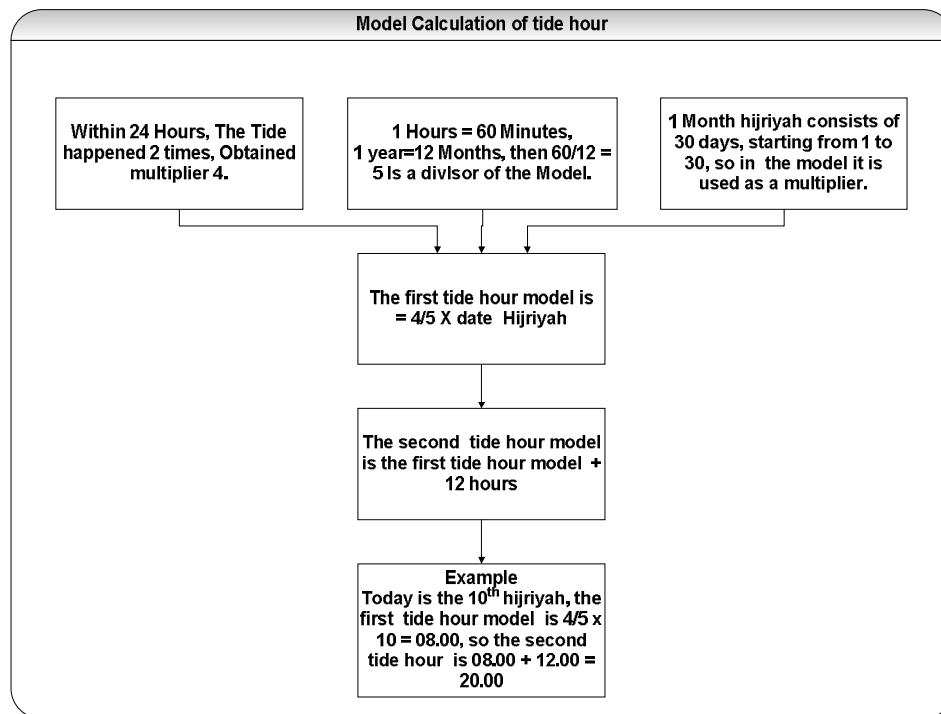 Model Calculation of tide hour
Within 24 Hours, The Tide
happened 2 times, Obtained
multiplier 4.
1 Hours = 60 Minutes,
1 year=12 Months, then 60/12 =
5 Is a divIsor of the Model.
1 Month hijriyah consists of
30 days, starting from 1 to
30, so in the model it is
used as a multiplier.
The first tide hour model is
= 4/5 X date Hijriyah
The second tide hour model
is the first tide hour model +
12 hours
Example
Today is the 10th hijriyah, the
first tide hour model is 4/5 x
10 = 08.00, so the second
tide hour is 08.00 + 12.00 =
20.00